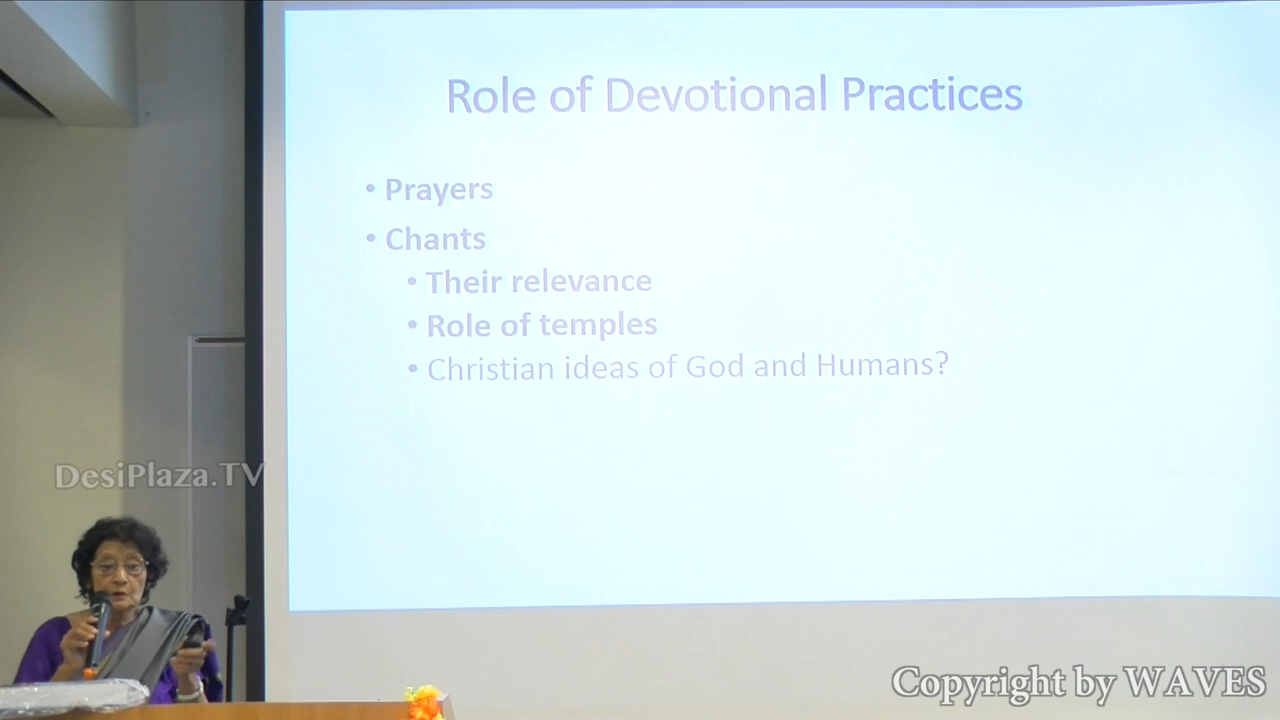 Role of Devotional Practices
• Prayers
• Chants
• Their relevance
• Role of temples
• Christian ideas of God and Humans?
DesiPlaza.TV
Copyright by WAVES